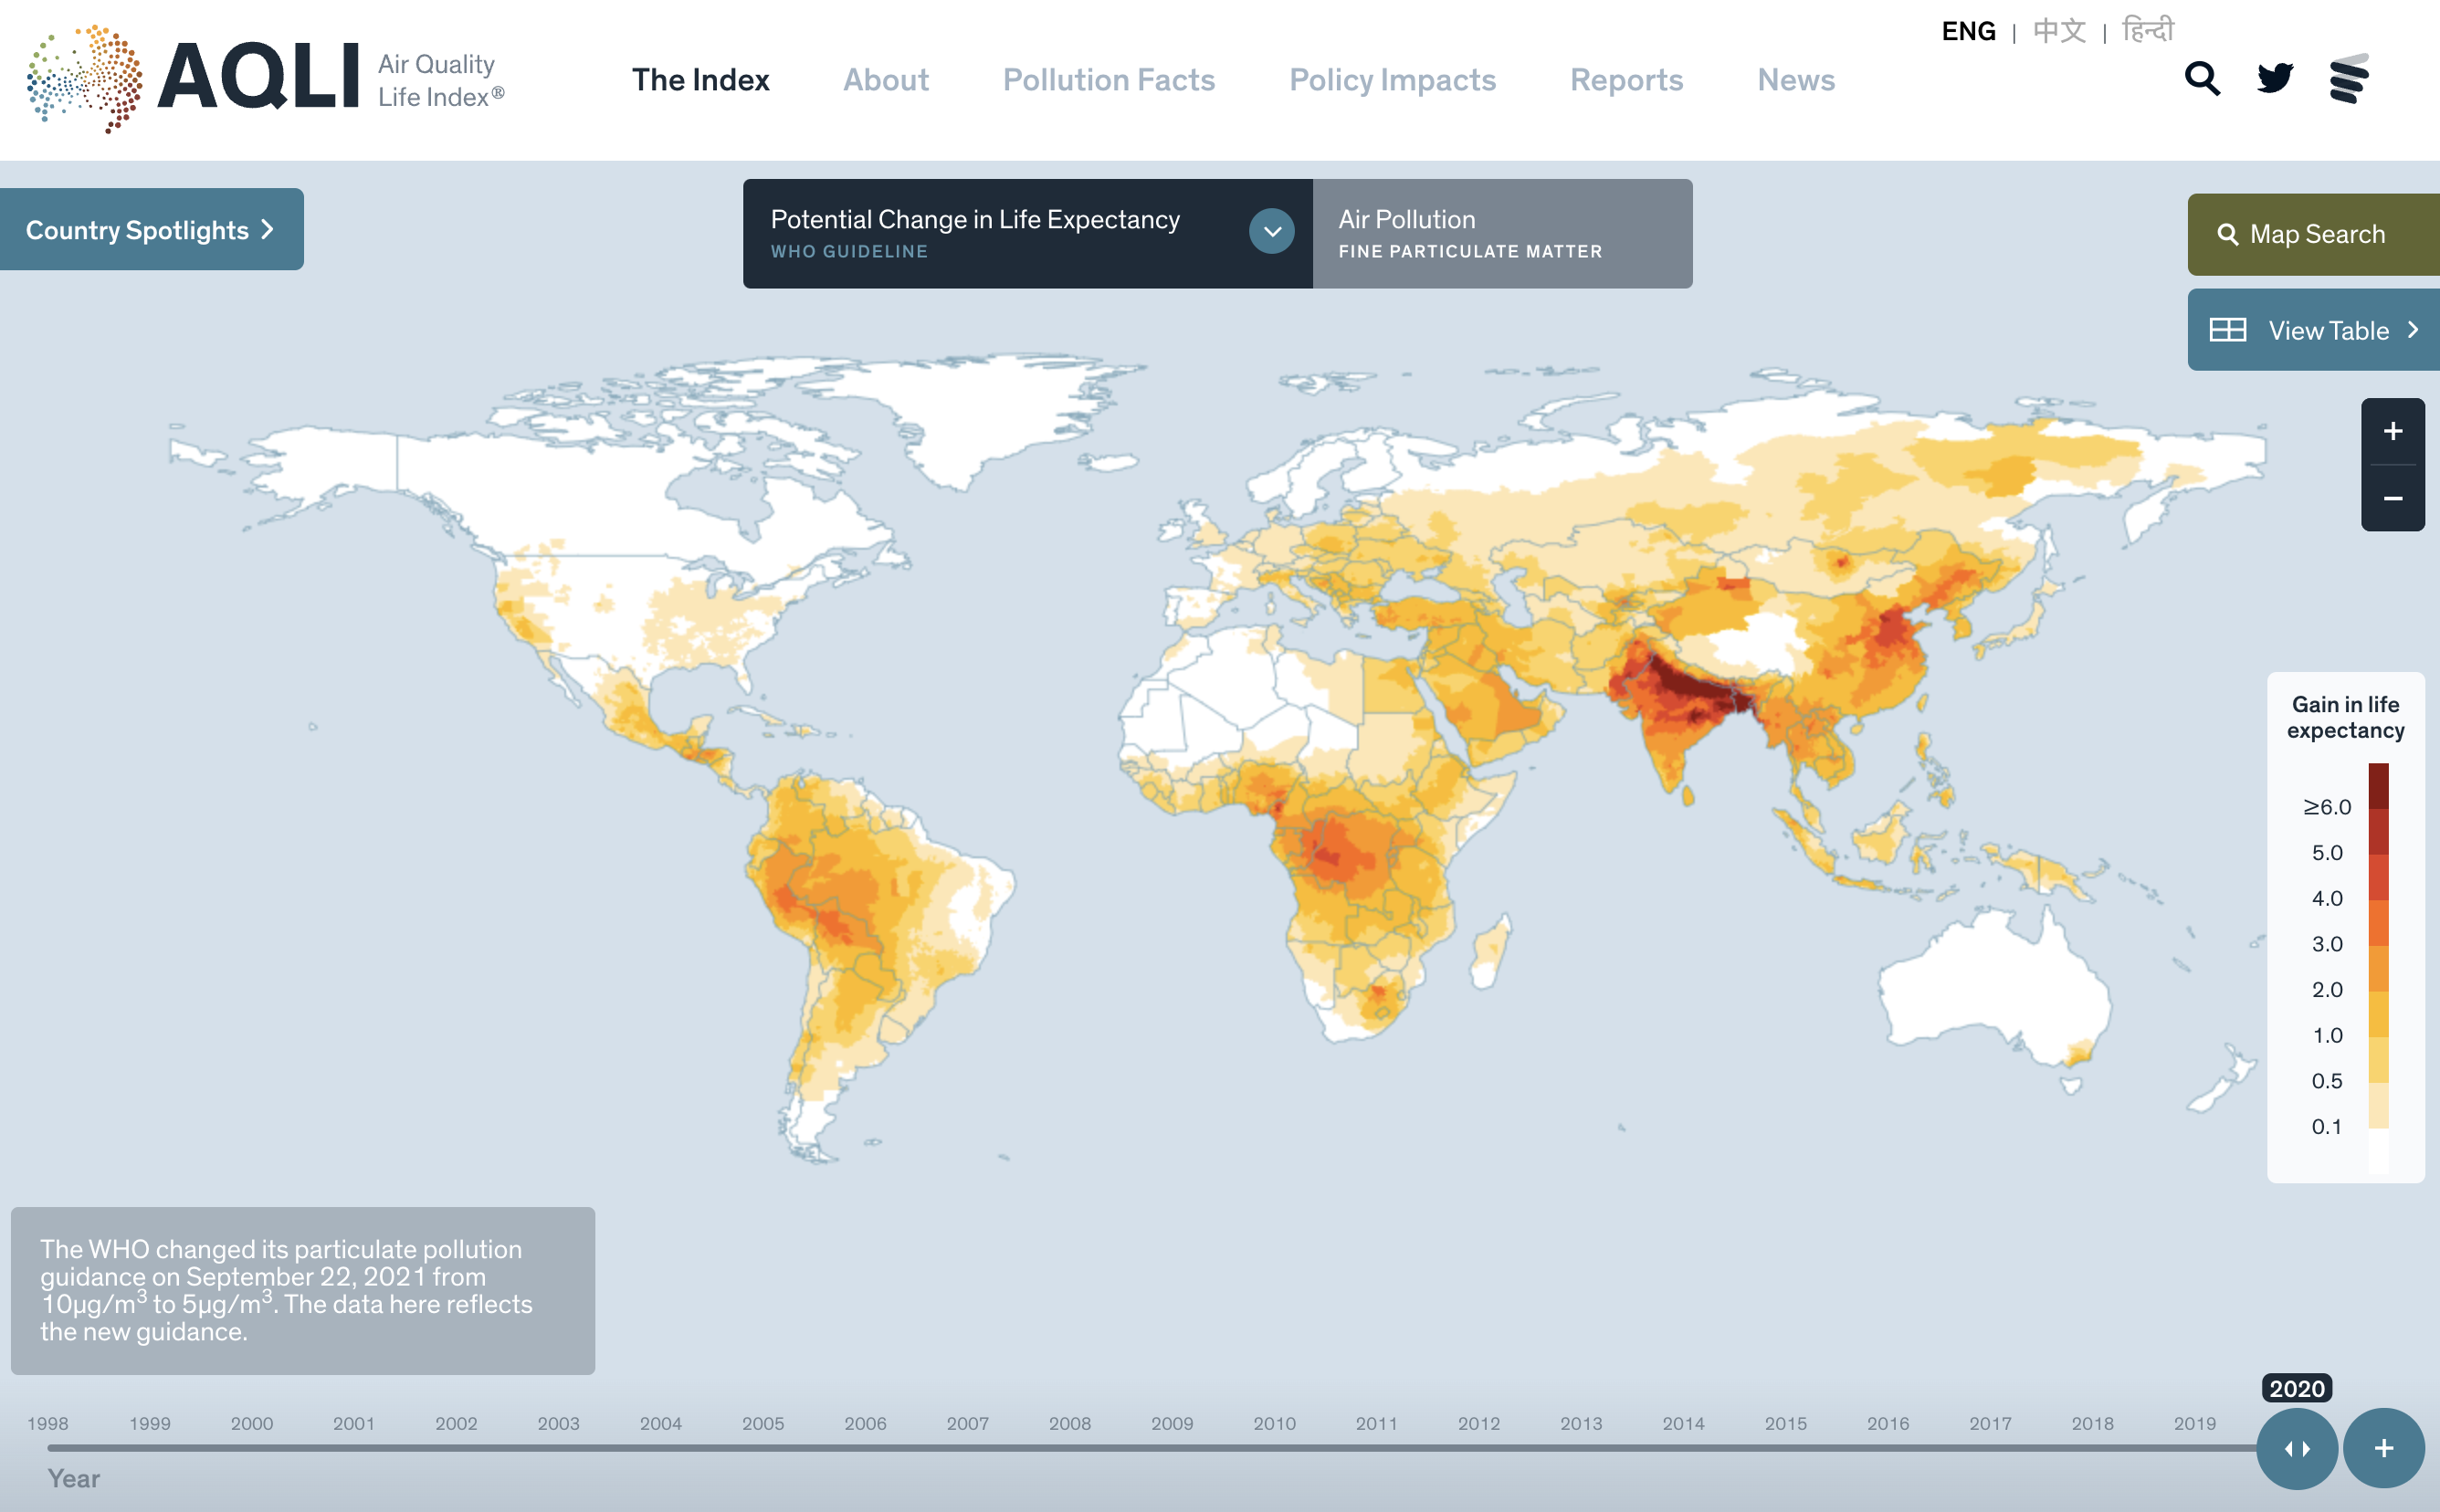 ENG | 中文 | हिन्दी
AQLI
Air Quality
Life Index®
The Index
About
Pollution Facts
Policy Impacts
Reports
News
Country Spotlights
Potential Change in Life Expectancy
WHO GUIDELINE
Air Pollution
FINE PARTICULATE MATTER
Map Search
View Table
+
−
Gain in life
expectancy
≥6.0
5.0
4.0
3.0
2.0
1.0
0.5
0.1
The WHO changed its particulate pollution
guidance on September 22, 2021 from
10µg/m³ to 5µg/m³. The data here reflects
the new guidance.
2020
1998 1999 2000 2001 2002 2003 2004 2005 2006 2007 2008 2009 2010 2011 2012 2013 2014 2015 2016 2017 2018 2019
+
Year